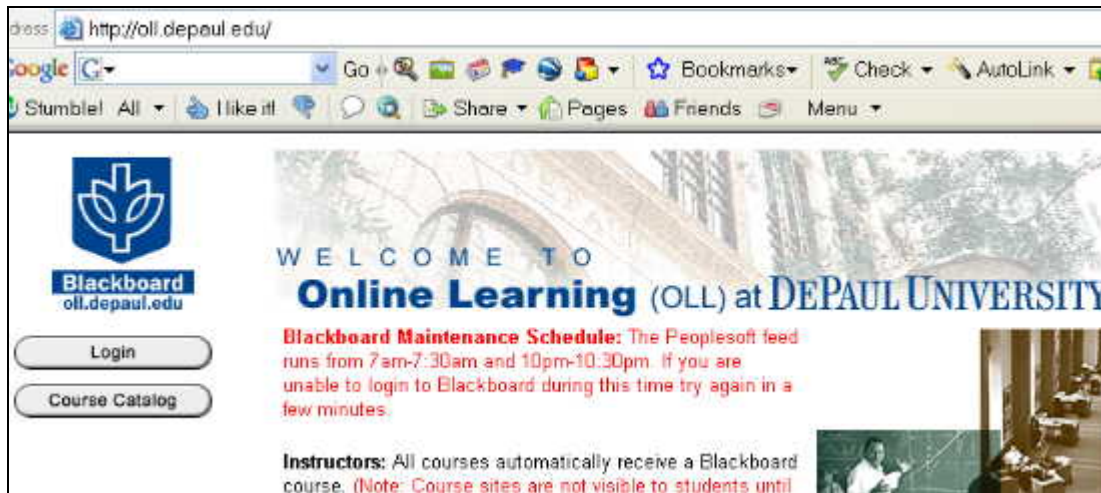 dress http://oll.depaul.edu/
Google G Go Bookmarks Check AutoLink
Stumble! All I like it! Share Pages Friends Menu
Blackboard
oll.depaul.edu
Login
Course Catalog
WELCOME TO
Online Learning (OLL) at DEPAUL UNIVERSITY
Blackboard Maintenance Schedule: The Peoplesoft feed
runs from 7am-7:30am and 10pm-10:30pm. If you are
unable to login to Blackboard during this time try again in a
few minutes.
Instructors: All courses automatically receive a Blackboard
course. (Note: Course sites are not visible to students until